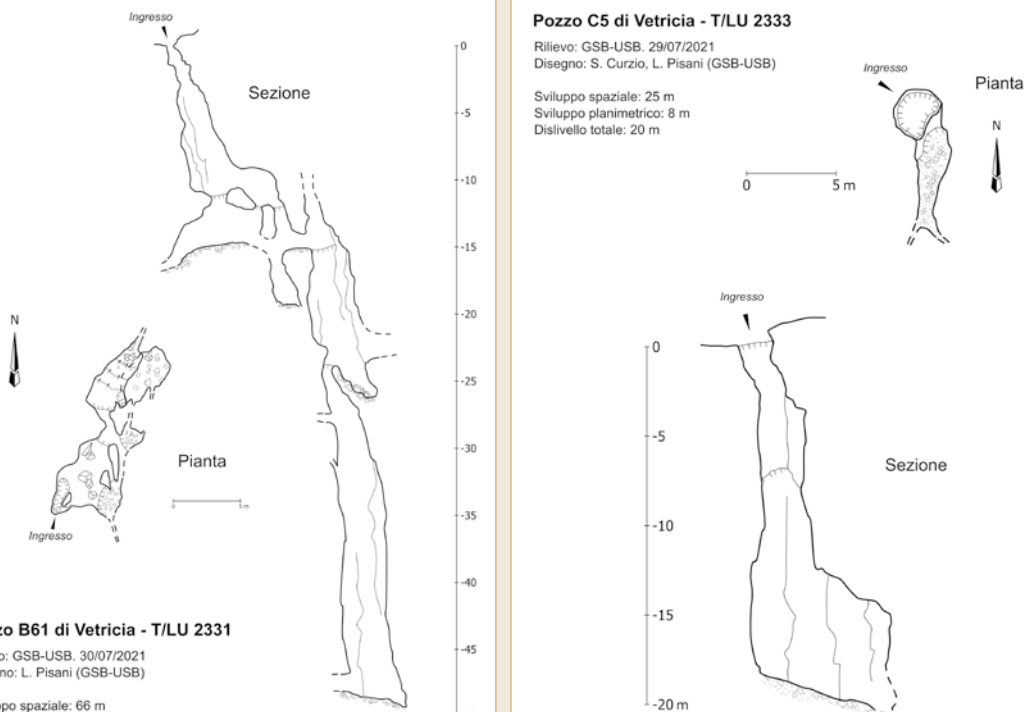 Ingresso
Sezione
0
-5
-10
-15
-20
-25
-30
-35
-40
-45
N
Pianta
0 5 m
Ingresso
zo B61 di Vetricia - T/LU 2331
o: GSB-USB. 30/07/2021
no: L. Pisani (GSB-USB)
ppo spaziale: 66 m
Pozzo C5 di Vetricia - T/LU 2333
Rilievo: GSB-USB. 29/07/2021
Disegno: S. Curzio, L. Pisani (GSB-USB)
Sviluppo spaziale: 25 m
Sviluppo planimetrico: 8 m
Dislivello totale: 20 m
Ingresso
Pianta
N
0 5 m
Ingresso
0
-5
-10
-15
-20 m
Sezione